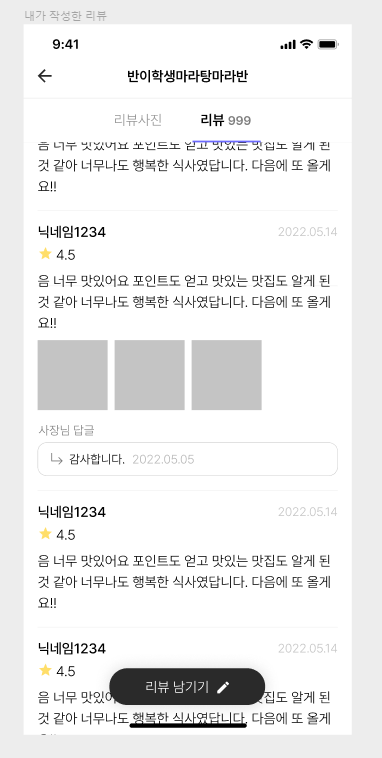 내가 작성한 리뷰
9:41
반이학생마라탕마라반
리뷰사진 리뷰 999
음 너무 맛있어요 포인트도 얻고 맛있는 맛집도 알게 된
것 같아 너무나도 행복한 식사였답니다. 다음에 또 올게
요!!
닉네임1234 2022.05.14
4.5
음 너무 맛있어요 포인트도 얻고 맛있는 맛집도 알게 된
것 같아 너무나도 행복한 식사였답니다. 다음에 또 올게
요!!
사장님 답글
감사합니다. 2022.05.05
닉네임1234 2022.05.14
4.5
음 너무 맛있어요 포인트도 얻고 맛있는 맛집도 알게 된
것 같아 너무나도 행복한 식사였답니다. 다음에 또 올게
요!!
닉네임1234 2022.05.14
4.5
리뷰 남기기
음 너무 맛있어 맛집도 알게 된
것 같아 너무나도 행복한 식사였답니다. 다음에 또 올게